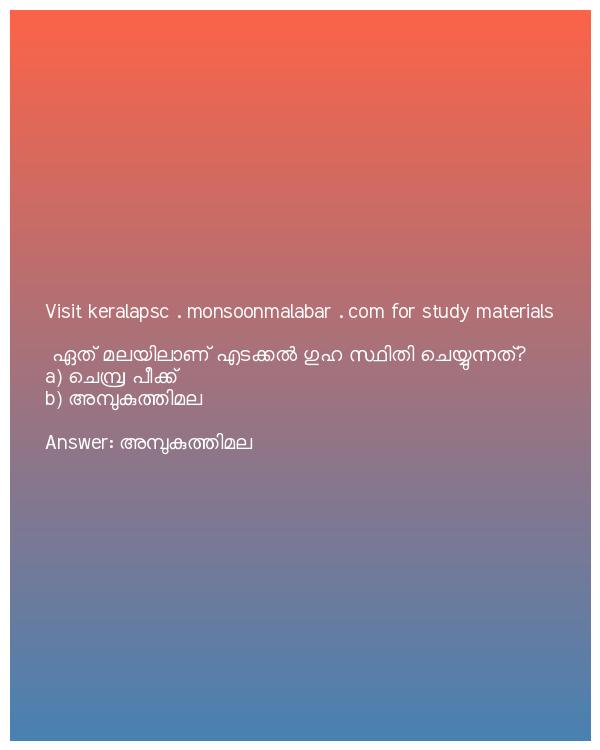 Visit keralapsc . monsoonmalabar . com for study materials
ഏത് മലയിലാണ് എടക്കൽ ഗുഹ സ്ഥിതി ചെയ്യുന്നത്?
a) ചെമ്പ്ര പീക്ക്
b) അമ്പുകുത്തിമല
Answer: അമ്പുകുത്തിമല